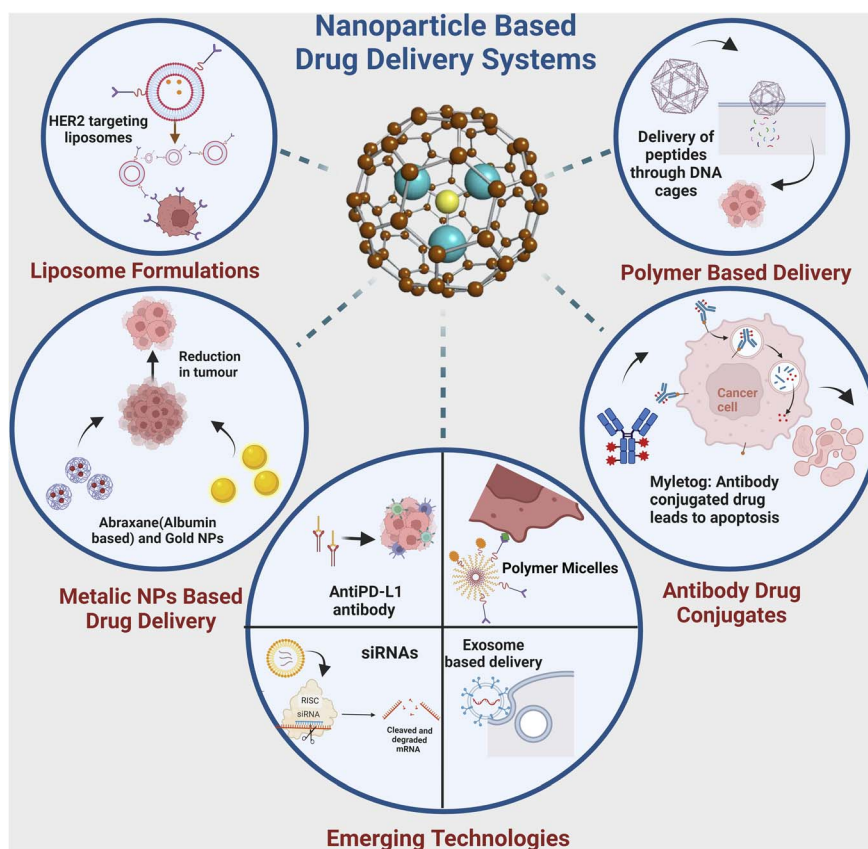 Nanoparticle Based
Drug Delivery Systems
HER2 targeting
liposomes
Liposome Formulations
Delivery of
peptides
through DNA
cages
Polymer Based Delivery
Reduction
in tumour
Abraxane(Albumin
based) and Gold NPs
Metalic NPs Based
Drug Delivery
Cancer
cell
Myletog: Antibody
conjugated drug
leads to apoptosis
Antibody Drug
Conjugates
AntiPD-L1
antibody
Polymer Micelles
siRNAs
RISC
siRNA
Cleaved and
degraded
mRNA
Exosome
based delivery
Emerging Technologies